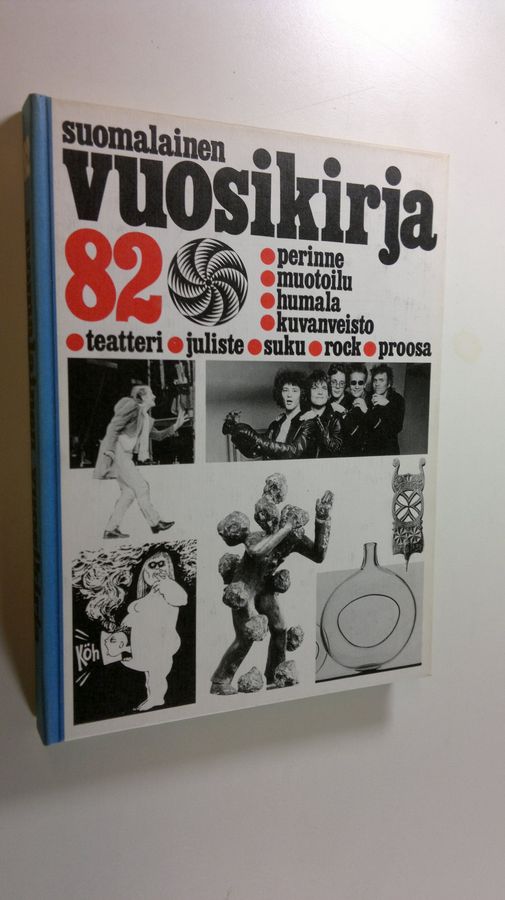 suomalainen
vuosikirja
82
perinne
muotoilu
humala
kuvanveisto
teatteri juliste suku rock proosa
Köh